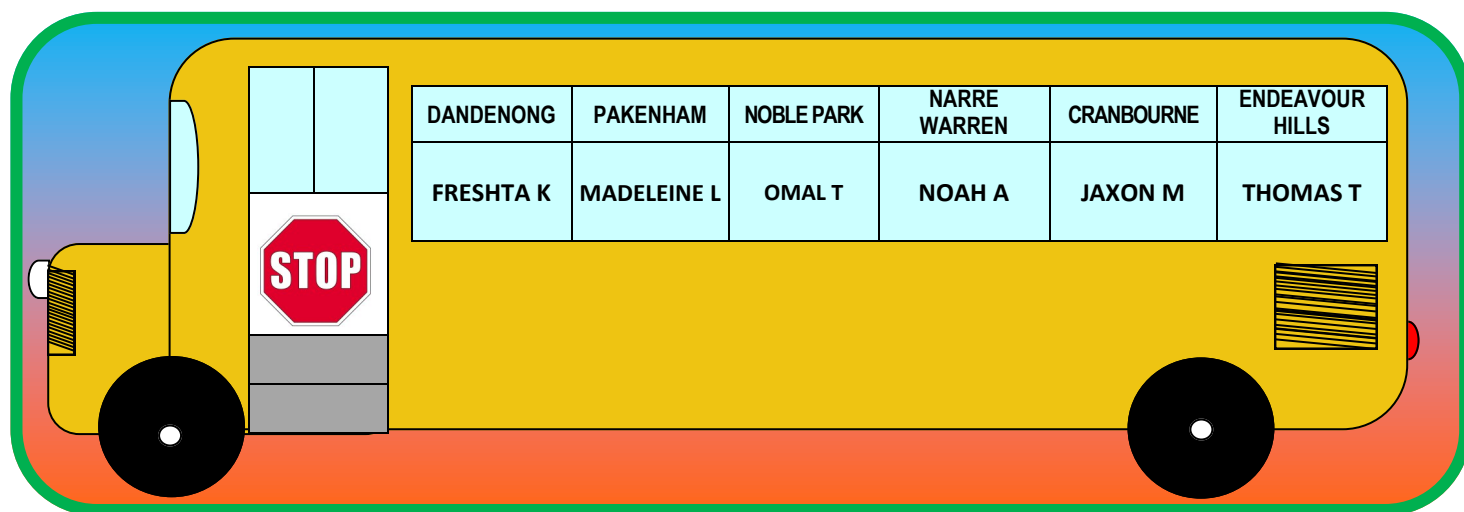 DANDENONG PAKENHAM NOBLE PARK NARRE WARREN CRANBOURNE ENDEAVOUR HILLS
FRESHTA K MADELEINE L OMAL T NOAH A JAXON M THOMAS T
STOP